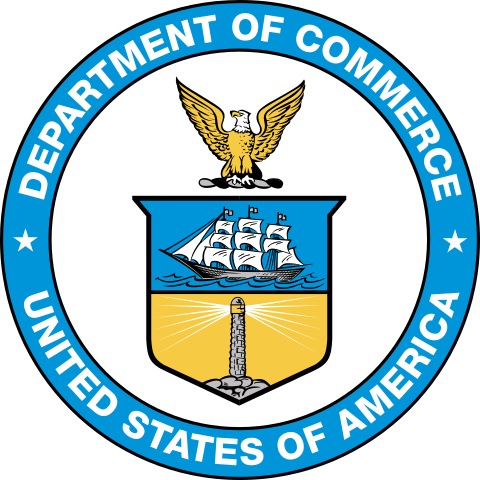 DEPARTMENT OF COMMERCE
UNITED STATES OF AMERICA